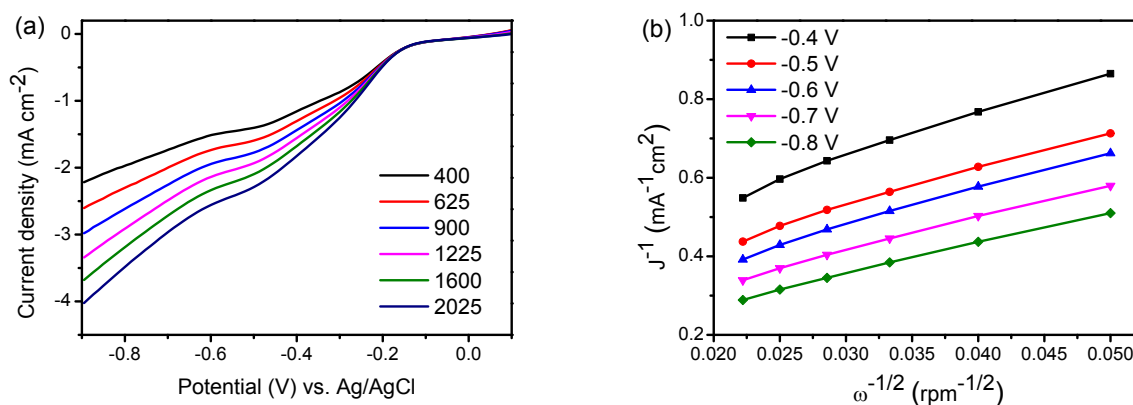 (a)
0
-1
-2
-3
-4
Current density (mA cm-2)
400
625
900
1225
1600
2025
-0.8
-0.6
-0.4
-0.2
0.0
Potential (V) vs. Ag/AgCl
(b)
1.0
0.8
0.6
0.4
0.2
J-1 (mA-1cm2)
-0.4 V
-0.5 V
-0.6 V
-0.7 V
-0.8 V
0.020
0.025
0.030
0.035
0.040
0.045
0.050
ω-1/2 (rpm-1/2)